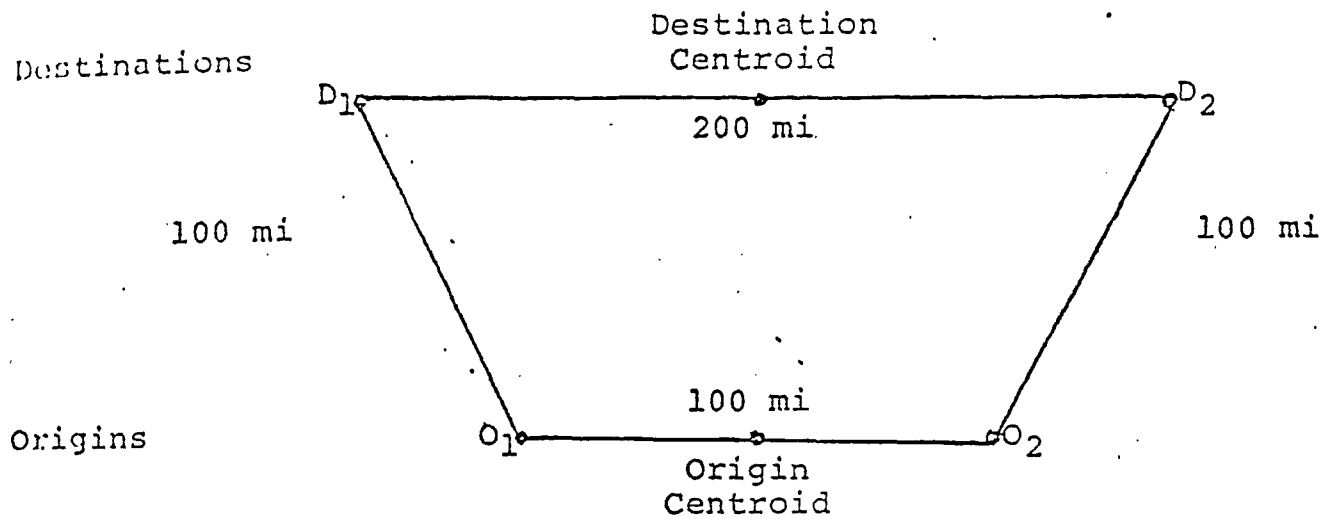 Destination
Centroid
Destinations
D1
D2
200 mi
100 mi
100 mi
100 mi
Origins
O1
O2
Origin
Centroid